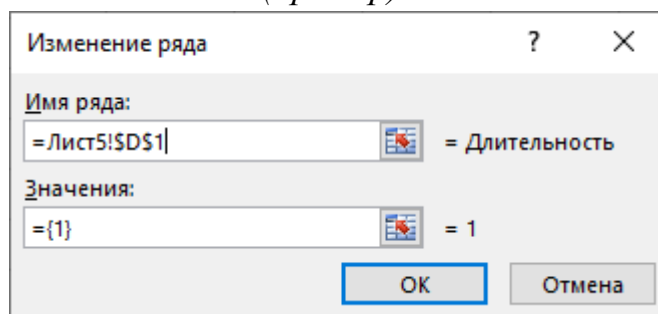 Изменение ряда ? ×
Имя ряда:
=Лист5!$D$1 = Длительность
Значения:
={1} = 1
ОК Отмена